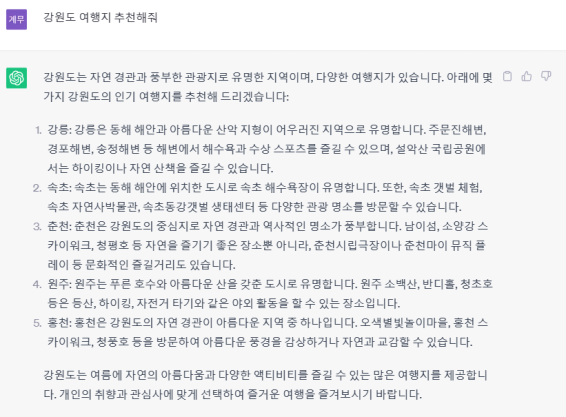 계무
강원도 여행지 추천해줘
강원도는 자연 경관과 풍부한 관광지로 유명한 지역이며, 다양한 여행지가 있습니다. 아래에 몇
가지 강원도의 인기 여행지를 추천해 드리겠습니다:
1. 강릉: 강릉은 동해 해안과 아름다운 산악 지형이 어우러진 지역으로 유명합니다. 주문진해변,
경포해변, 송정해변 등 해변에서 해수욕과 수상 스포츠를 즐길 수 있으며, 설악산 국립공원에
서는 하이킹이나 자연 산책을 즐길 수 있습니다.
2. 속초: 속초는 동해 해안에 위치한 도시로 속초 해수욕장이 유명합니다. 또한, 속초 갯벌 체험,
속초 자연사박물관, 속초동강갯벌 생태센터 등 다양한 관광 명소를 방문할 수 있습니다.
3. 춘천: 춘천은 강원도의 중심지로 자연 경관과 역사적인 명소가 풍부합니다. 남이섬, 소양강 스
카이워크, 청평호 등 자연을 즐기기 좋은 장소뿐 아니라, 춘천시립극장이나 춘천마이 뮤직 플
레이 등 문화적인 즐길거리도 있습니다.
4. 원주: 원주는 푸른 호수와 아름다운 산을 갖춘 도시로 유명합니다. 원주 소백산, 반디홀, 청초호
등은 등산, 하이킹, 자전거 타기와 같은 야외 활동을 할 수 있는 장소입니다.
5. 홍천: 홍천은 강원도의 자연 경관이 아름다운 지역 중 하나입니다. 오색별빛놀이마을, 홍천 스
카이워크, 청풍호 등을 방문하여 아름다운 풍경을 감상하거나 자연과 교감할 수 있습니다.
강원도는 여름에 자연의 아름다움과 다양한 액티비티를 즐길 수 있는 많은 여행지를 제공합니
다. 개인의 취향과 관심사에 맞게 선택하여 즐거운 여행을 즐겨보시기 바랍니다.